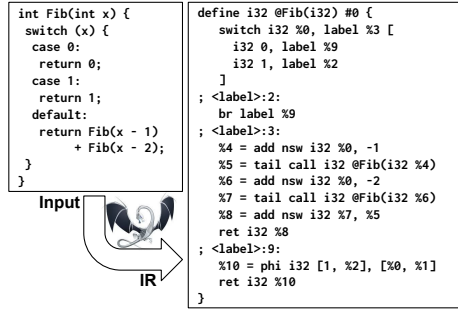 int Fib(int x) {
switch (x) {
case 0:
return 0;
case 1:
return 1;
default:
return Fib(x - 1)
+ Fib(x - 2);
}
}
Input
IR
define i32 @Fib(i32) #0 {
switch i32 %0, label %3 [
i32 0, label %9
i32 1, label %2
]
; <label>:2:
br label %9
; <label>:3:
%4 = add nsw i32 %0, -1
%5 = tail call i32 @Fib(i32 %4)
%6 = add nsw i32 %0, -2
%7 = tail call i32 @Fib(i32 %6)
%8 = add nsw i32 %7, %5
ret i32 %8
; <label>:9:
%10 = phi i32 [1, %2], [%0, %1]
ret i32 %10
}